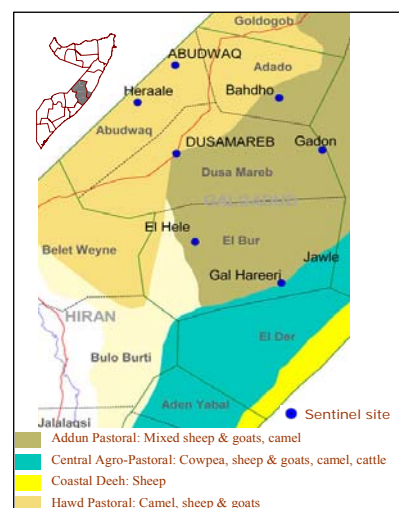 Goldogob
ABUDWAQ
Adado
Heraale
Bahdho
Abudwaq
DUSAMAREB
Gadon
Dusa Mareb
GALGADUD
El Hele
El Bur
Belet Weyne
Jawle
Gal Hareeri
HIRAN
El Der
Bulo Burti
Aden Yabal
Jalalaqsi
Sentinel site
Addun Pastoral: Mixed sheep & goats, camel
Central Agro-Pastoral: Cowpea, sheep & goats, camel, cattle
Coastal Deeh: Sheep
Hawd Pastoral: Camel, sheep & goats